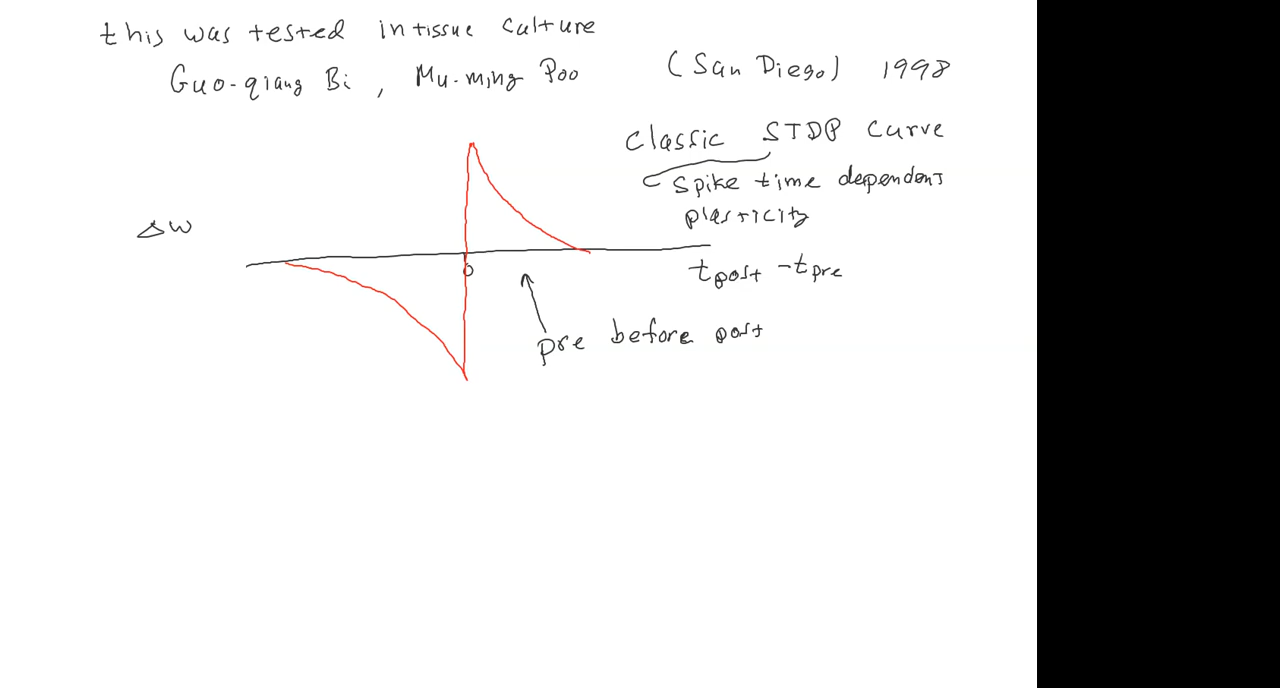 this was tested in tissue culture
Guo-qiang Bi, Mu-ming Poo (San Diego) 1998
Classic STDP curve
spike time dependent
plasticity
ΔW
0
tpost - tpre
pre before post